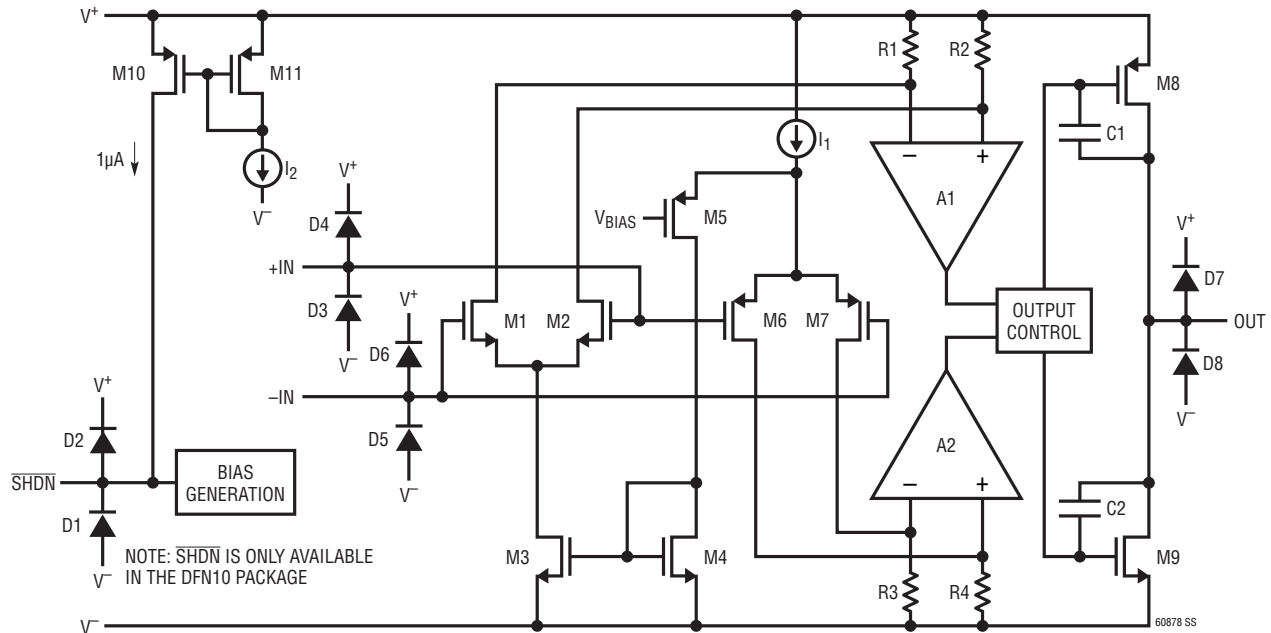 V+
R1
R2
M10
M11
M8
C1
1µA
I1
I2
V–
V+
–
+
A1
D4
VBIAS
M5
V+
+IN
D7
V+
D3
M1
M2
M6
M7
OUTPUT
CONTROL
OUT
V–
D6
D8
V+
–IN
V–
D2
D5
A2
SHDN
BIAS
GENERATION
V–
–
+
C2
D1
M3
M4
M9
NOTE: SHDN IS ONLY AVAILABLE
IN THE DFN10 PACKAGE
V–
R3
R4
V–
60878 SS